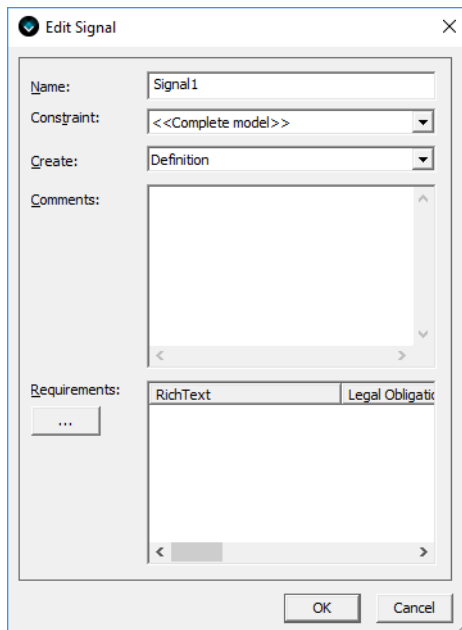 Edit Signal
Name: Signal1
Constraint: <<Complete model>>
Create: Definition
Comments:
Requirements: RichText Legal Obligatio
...
OK Cancel